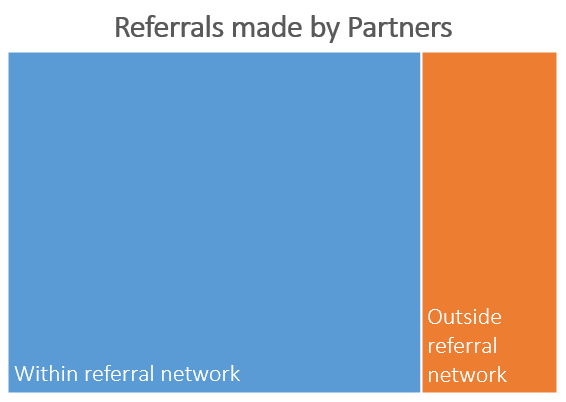 Referrals made by Partners
Within referral network
Outside
referral
network